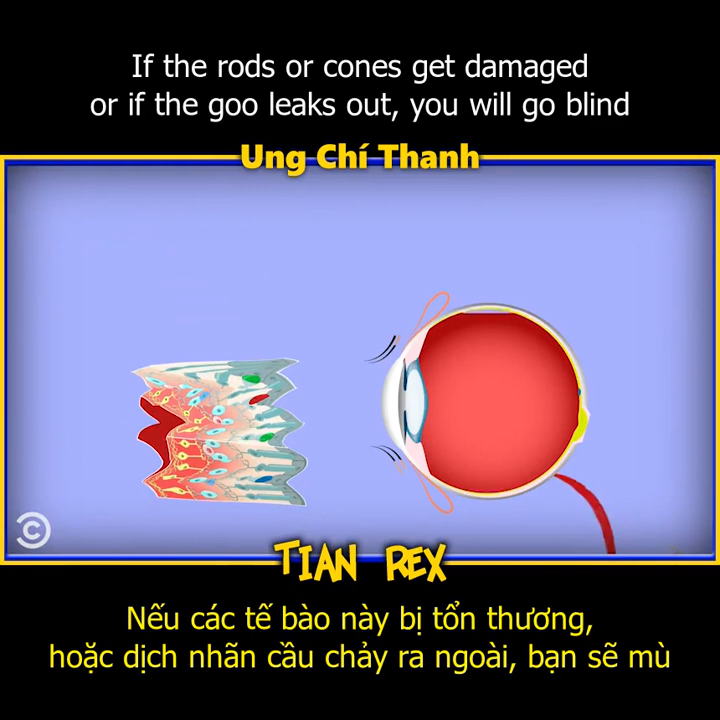 If the rods or cones get damaged
or if the goo leaks out, you will go blind
Ung Chí Thanh
TIAN REX
Nếu các tế bào này bị tổn thương,
hoặc dịch nhãn cầu chảy ra ngoài, bạn sẽ mù